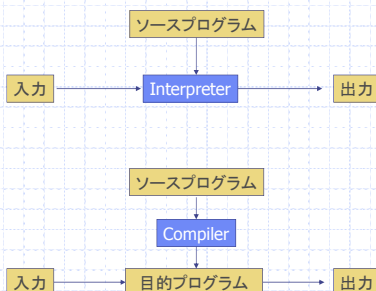 ソースプログラム
入力
Interpreter
出力
ソースプログラム
Compiler
入力
目的プログラム
出力